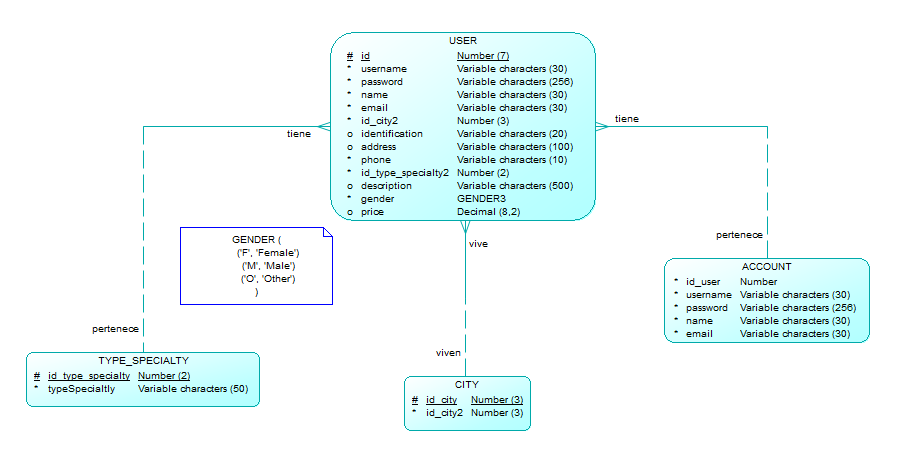 USER
# id Number (7)
* username Variable characters (30)
* password Variable characters (256)
* name Variable characters (30)
* email Variable characters (30)
* id_city2 Number (3)
o identification Variable characters (20)
o address Variable characters (100)
* phone Variable characters (10)
* id_type_specialty2 Number (2)
o description Variable characters (500)
* gender GENDER3
o price Decimal (8,2)
tiene
tiene
vive
GENDER (
('F', 'Female')
('M', 'Male')
('O', 'Other')
)
pertenece
pertenece
viven
ACCOUNT
* id_user Number
* username Variable characters (30)
* password Variable characters (256)
* name Variable characters (30)
* email Variable characters (30)
TYPE_SPECIALTY
# id_type_specialty Number (2)
* typeSpecialtly Variable characters (50)
CITY
# id_city Number (3)
* id_city2 Number (3)